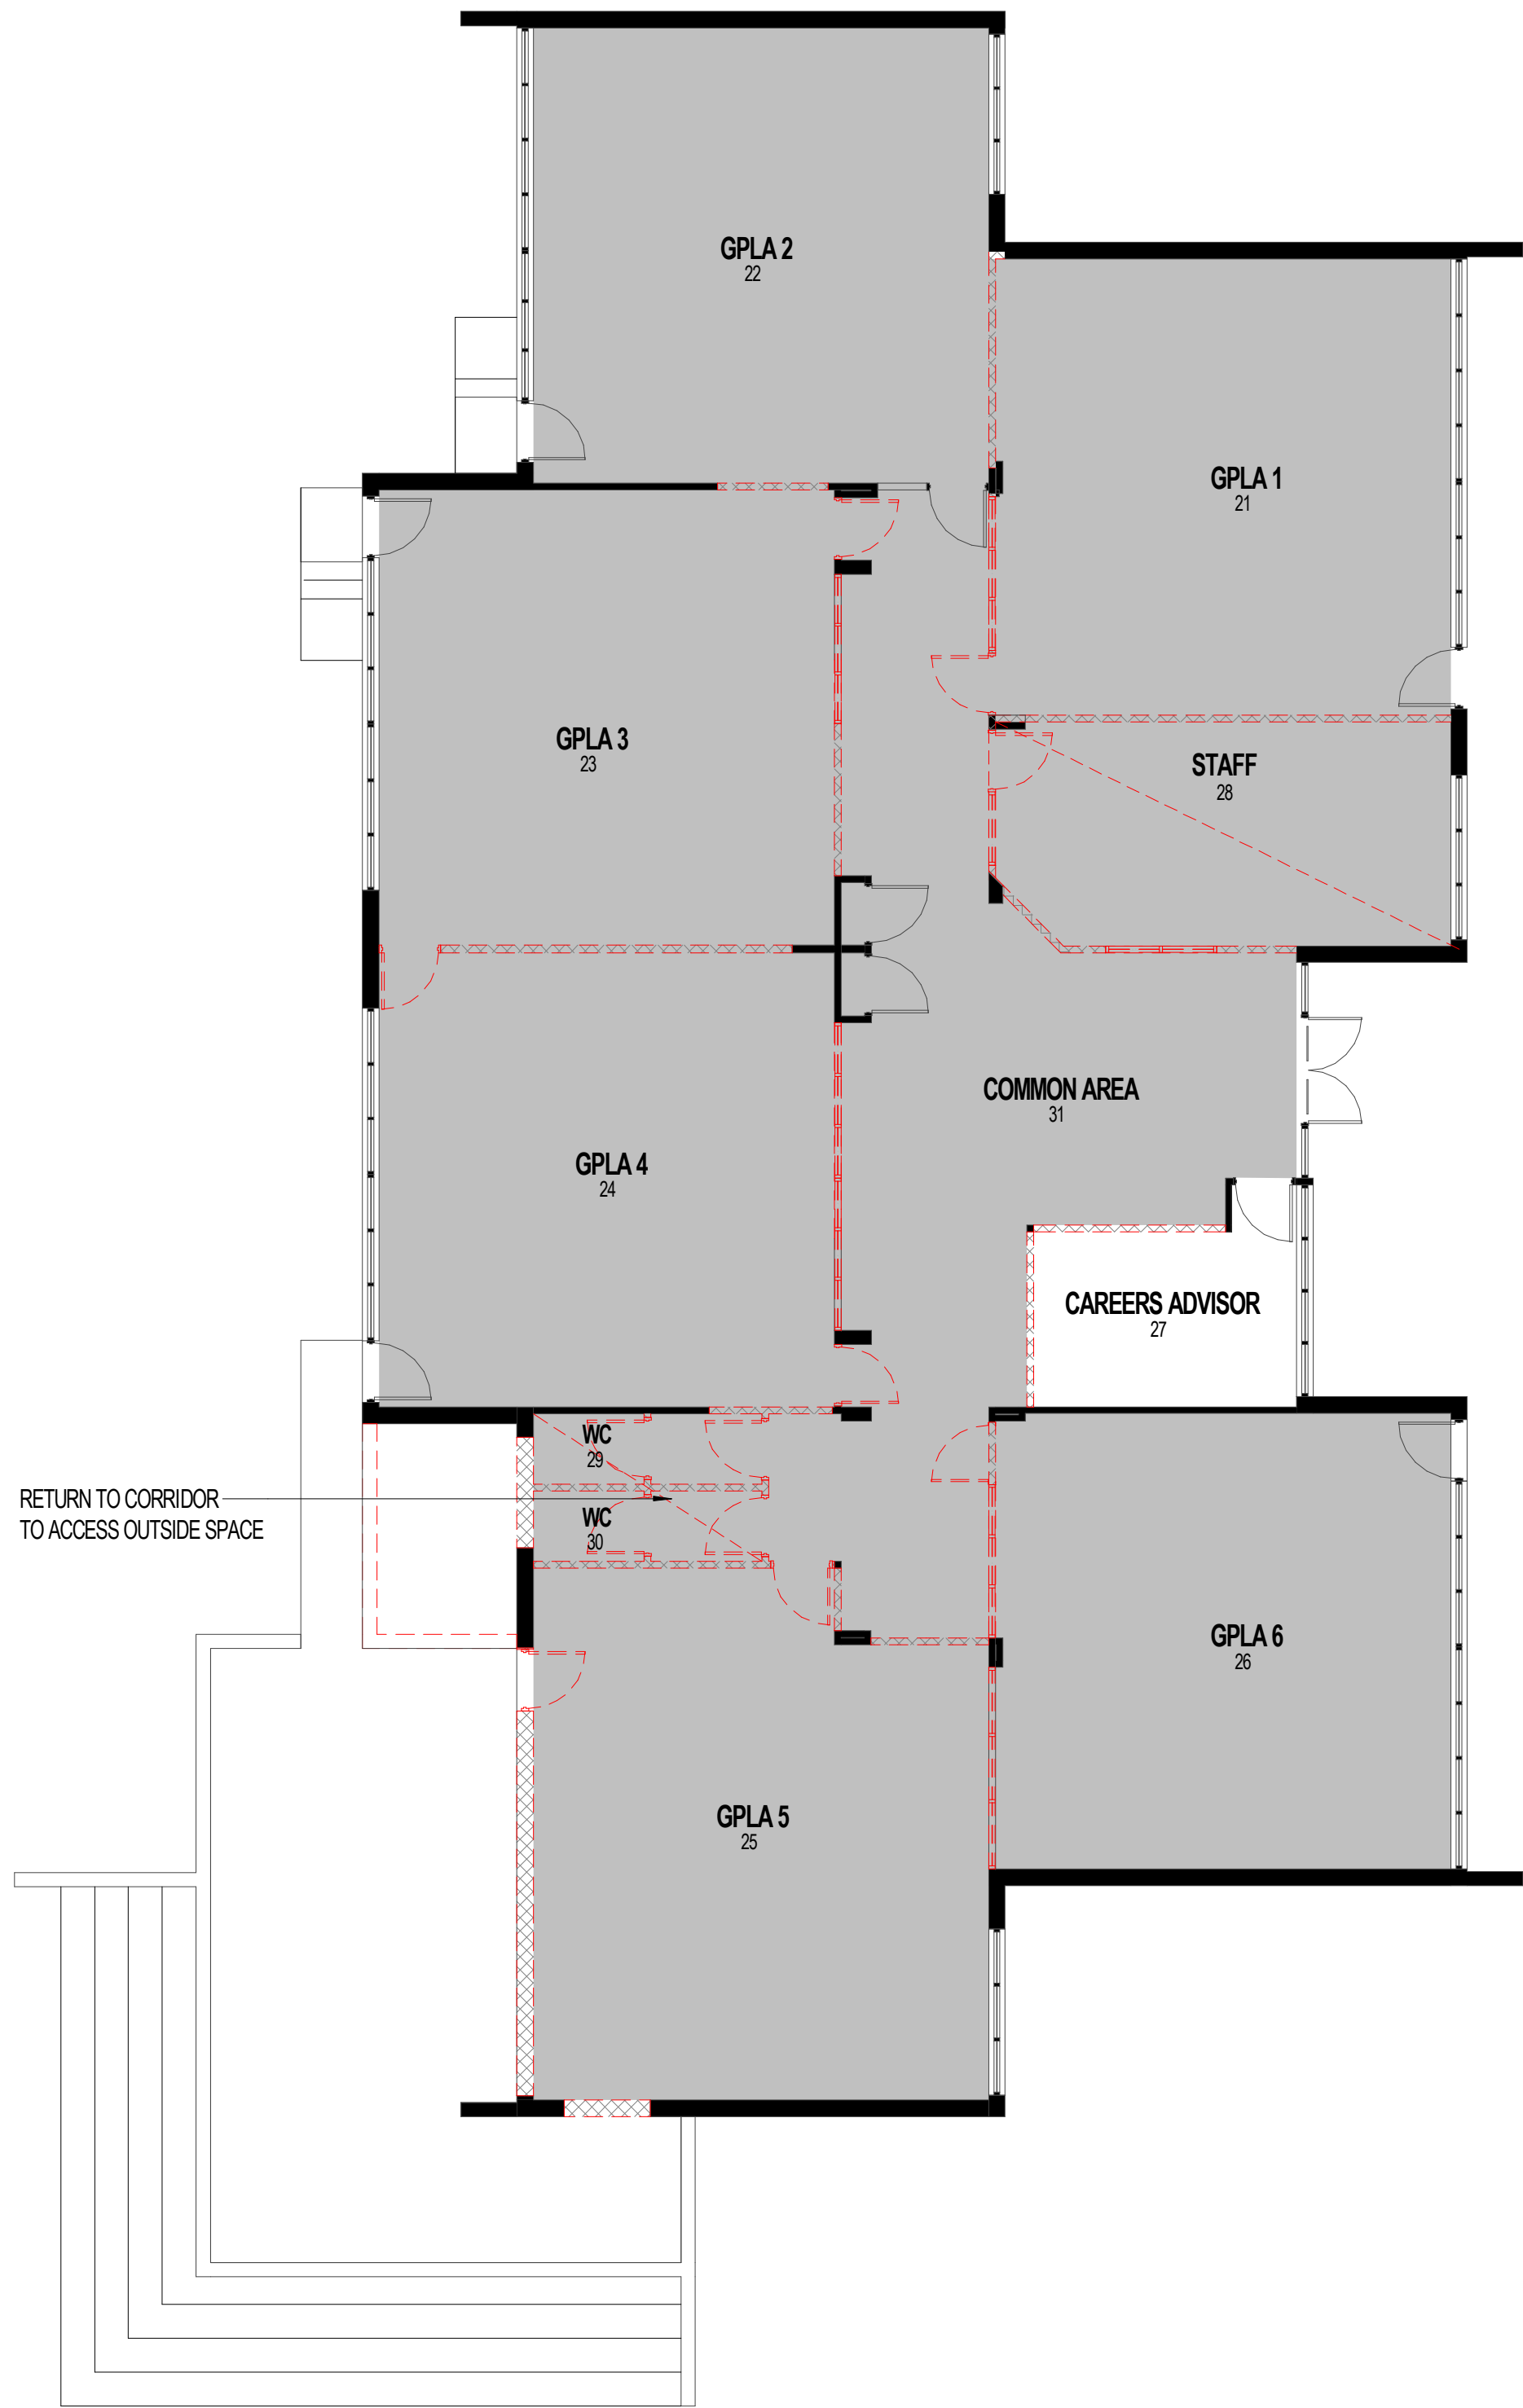 GPLA 2
22
GPLA 1
21
GPLA 3
23
STAFF
28
COMMON AREA
31
GPLA 4
24
CAREERS ADVISOR
27
WC
29
RETURN TO CORRIDOR
TO ACCESS OUTSIDE SPACE
WC
30
GPLA 6
26
GPLA 5
25